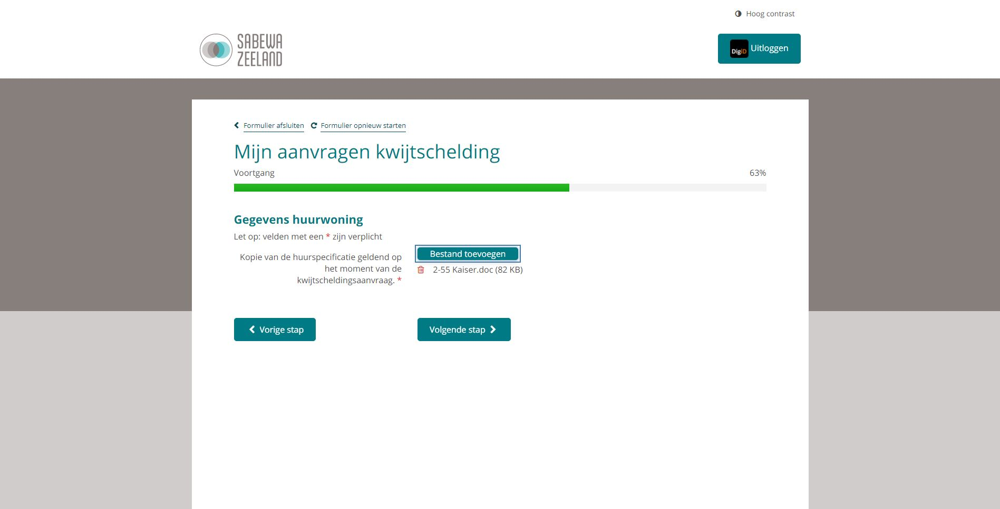 Hoog contrast
SABEWA
ZEELAND
DigiD Uitloggen
Formulier afsluiten Formulier opnieuw starten
Mijn aanvragen kwijtschelding
Voortgang 63%
Gegevens huurwoning
Let op: velden met een * zijn verplicht
Kopie van de huurspecificatie geldend op
het moment van de
kwijtscheldingsaanvraag. *
Bestand toevoegen
2-55 Kaiser.doc (82 KB)
Vorige stap
Volgende stap